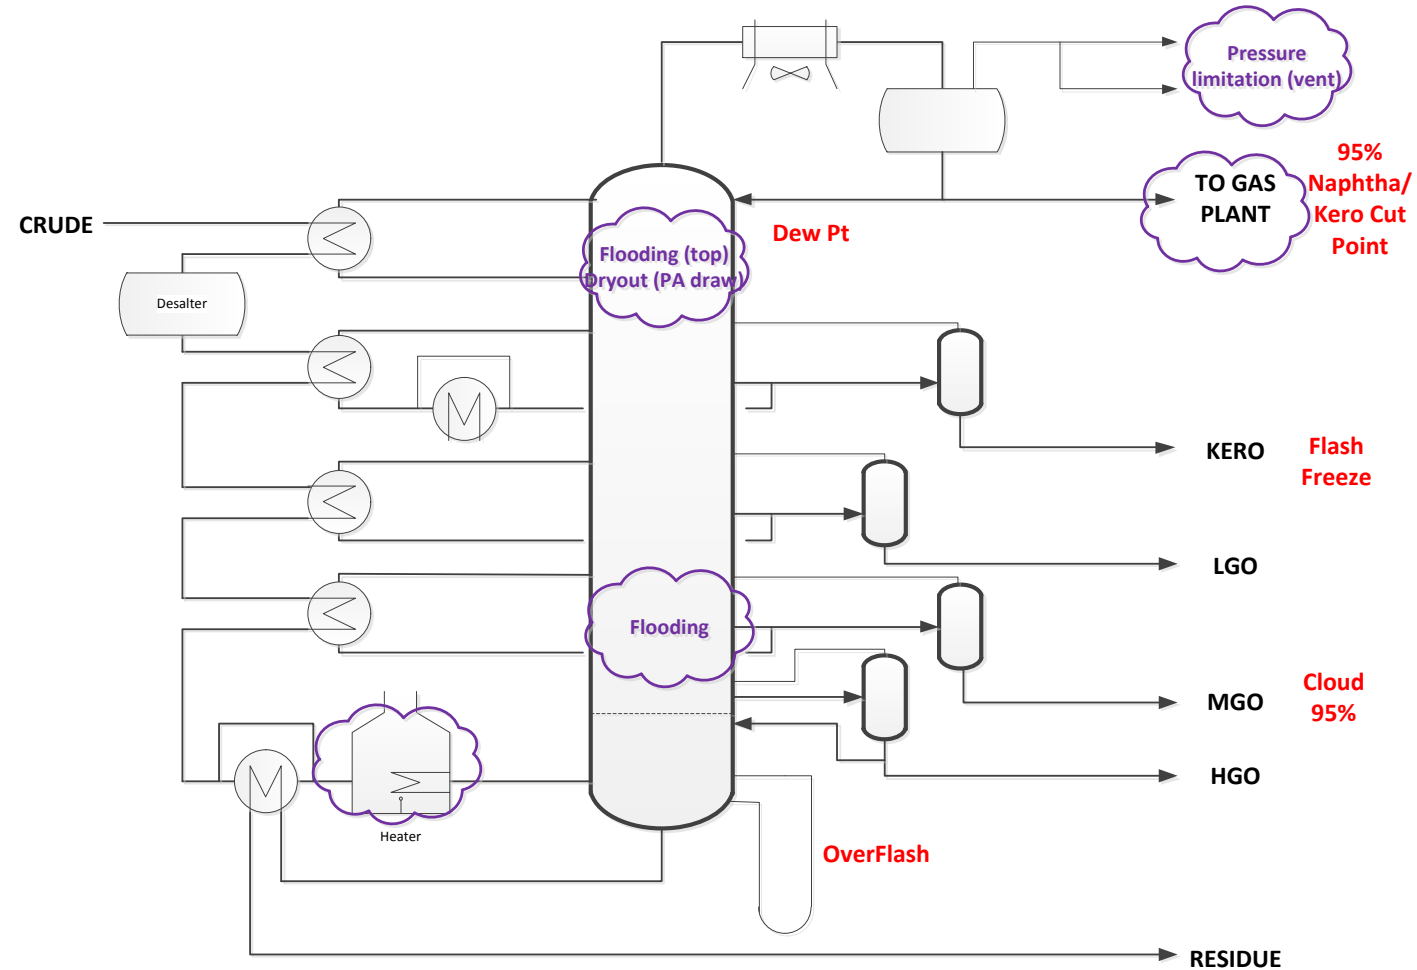 Pressure
limitation (vent)
95%
Naphtha/
Kero Cut
Point
TO GAS
PLANT
CRUDE
Dew Pt
Flooding (top)
Dryout (PA draw)
Desalter
KERO
Flash
Freeze
LGO
Flooding
MGO
Cloud
95%
HGO
Heater
OverFlash
RESIDUE